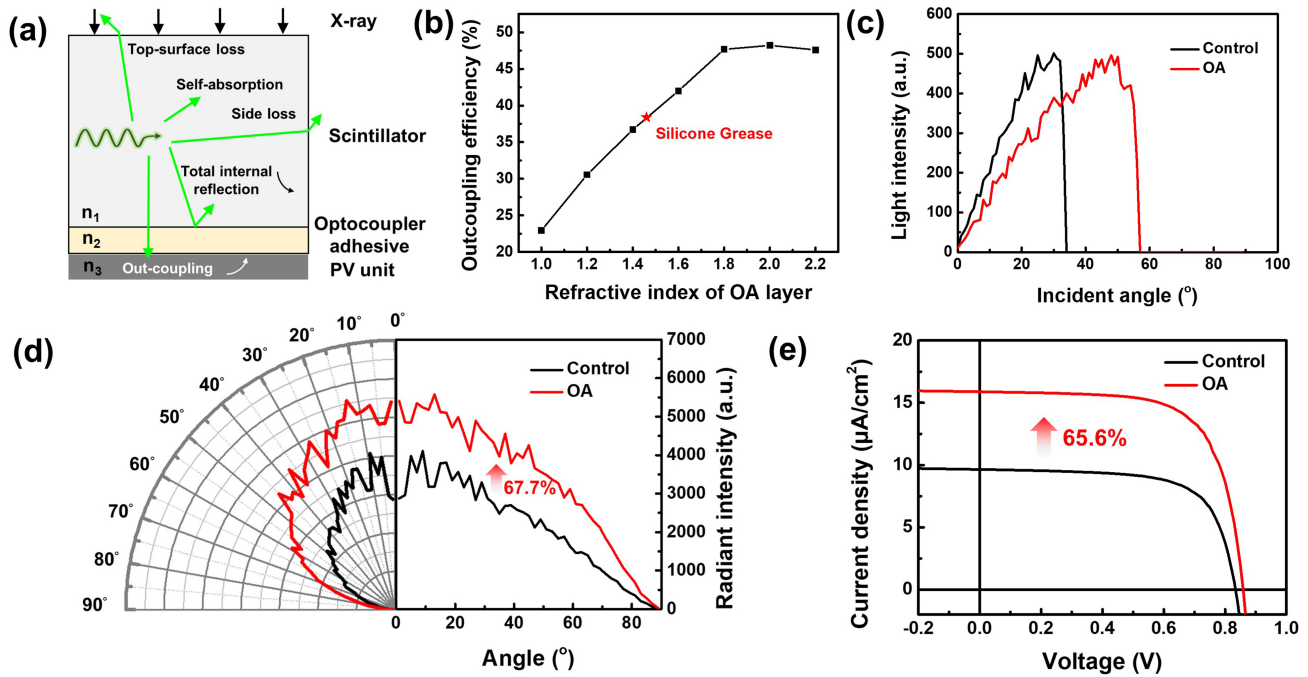 (a)
X-ray
Top-surface loss
Self-absorption
Side loss
Scintillator
Total internal
reflection
n1
Optocoupler
adhesive
n2
n3
Out-coupling
PV unit
(b)
Outcoupling efficiency (%)
50
45
40
35
30
25
20
Silicone Grease
1.0 1.2 1.4 1.6 1.8 2.0 2.2
Refractive index of OA layer
(c)
Light intensity (a.u.)
600
500
400
300
200
100
0
Control
OA
0 20 40 60 80 100
Incident angle (°)
(d)
0°
10°
20°
30°
40°
50°
60°
70°
80°
90°
Control
OA
67.7%
7000
6000
5000
4000
3000
2000
1000
0
Radiant intensity (a.u.)
0 20 40 60 80
Angle (°)
(e)
Current density (μA/cm²)
20
15
10
5
0
Control
OA
65.6%
-0.2 0.0 0.2 0.4 0.6 0.8 1.0
Voltage (V)